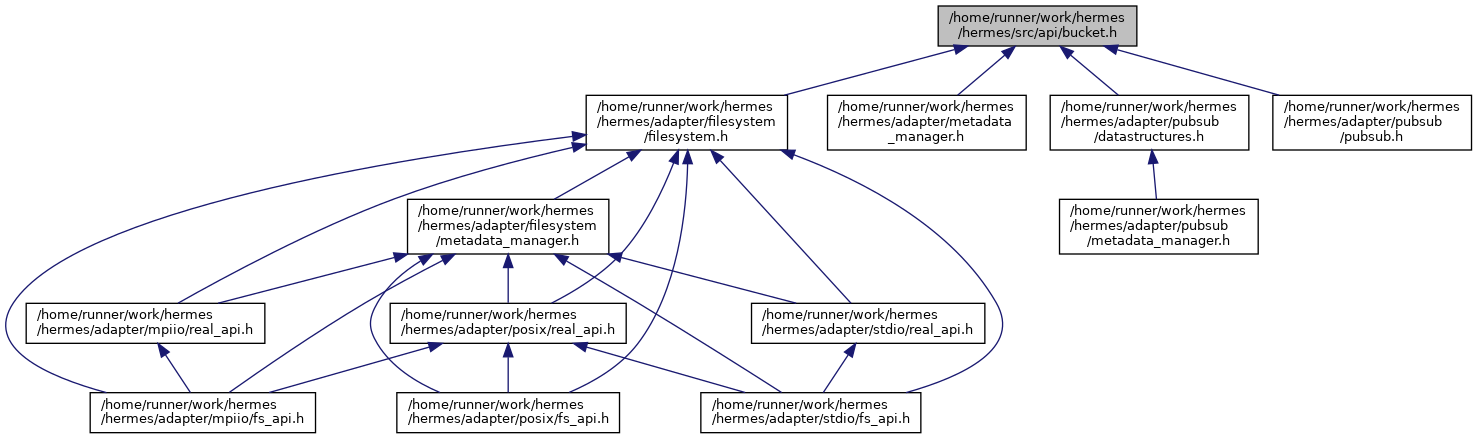 /home/runner/work/hermes
/hermes/src/api/bucket.h
/home/runner/work/hermes
/hermes/adapter/filesystem
/filesystem.h
/home/runner/work/hermes
/hermes/adapter/metadata
_manager.h
/home/runner/work/hermes
/hermes/adapter/pubsub
/datastructures.h
/home/runner/work/hermes
/hermes/adapter/pubsub
/pubsub.h
/home/runner/work/hermes
/hermes/adapter/filesystem
/metadata_manager.h
/home/runner/work/hermes
/hermes/adapter/pubsub
/metadata_manager.h
/home/runner/work/hermes
/hermes/adapter/mpiio/real_api.h
/home/runner/work/hermes
/hermes/adapter/posix/real_api.h
/home/runner/work/hermes
/hermes/adapter/stdio/real_api.h
/home/runner/work/hermes
/hermes/adapter/mpiio/fs_api.h
/home/runner/work/hermes
/hermes/adapter/posix/fs_api.h
/home/runner/work/hermes
/hermes/adapter/stdio/fs_api.h